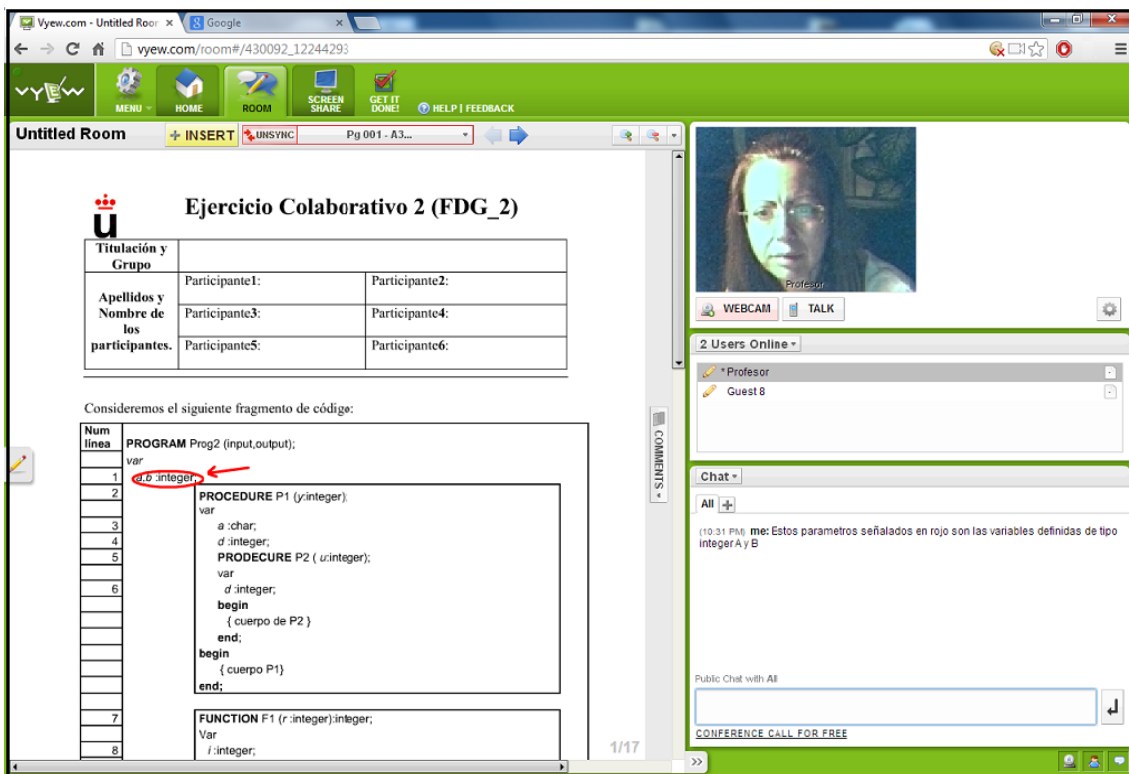 Vyew.com - Untitled Roor
Google
vyew.com/room#/430092_12244293
VYEW
MENU
HOME
ROOM
SCREEN SHARE
GET IT DONE!
HELP | FEEDBACK
Untitled Room
INSERT
UNSYNC
Pg 001 - A3...
ü
Ejercicio Colaborativo 2 (FDG_2)
Titulación y
Grupo
Apellidos y
Nombre de
los
participantes.
Participante1:
Participante2:
Participante3:
Participante4:
Participante5:
Participante6:
Consideremos el siguiente fragmento de código:
Num
línea
PROGRAM Prog2 (input,output);
var
1 a,b :integer;
2 PROCEDURE P1 (y:integer);
var
3 a :char;
4 d :integer;
5 PRODECURE P2 ( u:integer);
var
6 d :integer;
begin
{ cuerpo de P2 }
end;
begin
{ cuerpo P1}
end;
7 FUNCTION F1 (r :integer):integer;
Var
8 i :integer;
1/17
COMMENTS
Profesor
WEBCAM
TALK
2 Users Online
*Profesor
Guest 8
Chat
All
(10:31 PM) me: Estos parametros señalados en rojo son las variables definidas de tipo
integer A y B
Public Chat with All
CONFERENCE CALL FOR FREE